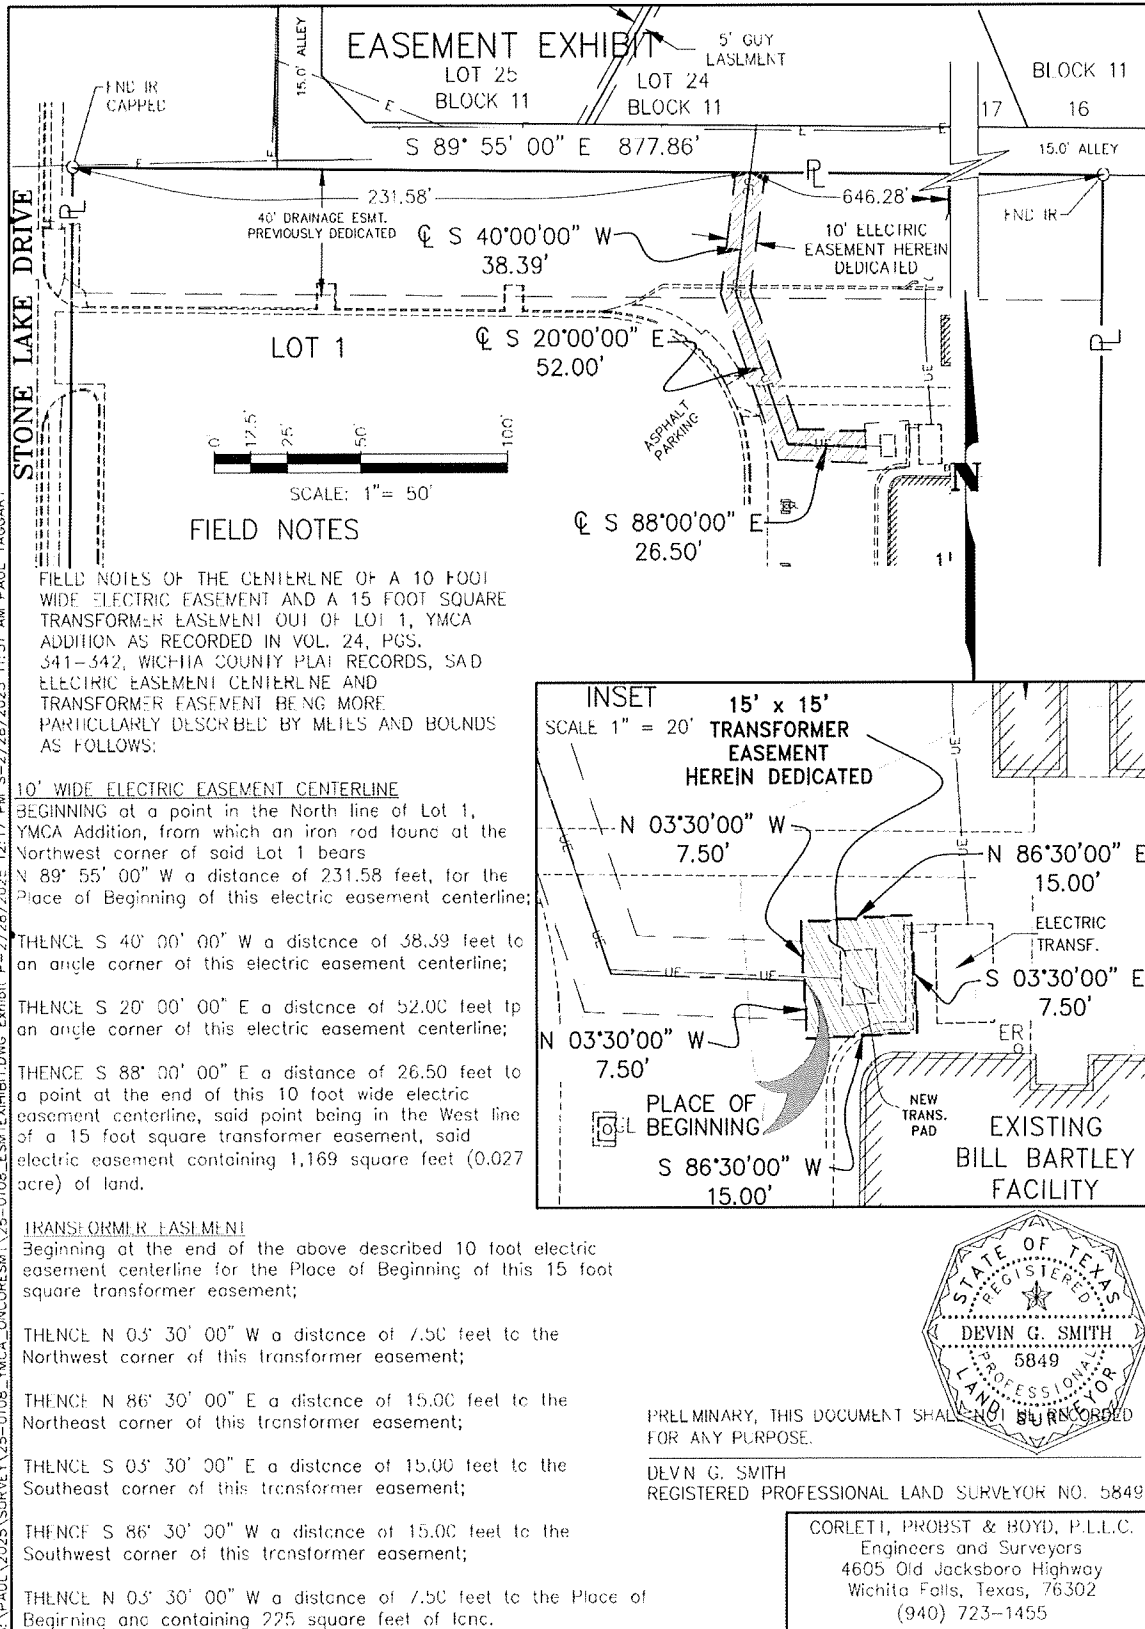 EASEMENT EXHIBIT
15.0' ALLEY
LOT 25
BLOCK 11
5' GUY
EASEMENT
LOT 24
BLOCK 11
BLOCK 11
17
16
FND IR
CAPPED
E
E
E
E
E
S 89° 55' 00" E 877.86'
15.0' ALLEY
PL
PL
231.58'
646.28'
FND IR
40' DRAINAGE ESMT.
PREVIOUSLY DEDICATED
℄ S 40°00'00" W
38.39'
10' ELECTRIC
EASEMENT HEREIN
DEDICATED
STONE LAKE DRIVE
LOT 1
℄ S 20°00'00" E
52.00'
PL
UE
ASPHALT
PARKING
UE
0'
12.5'
25'
50'
100'
SCALE: 1"= 50'
N
℄ S 88°00'00" E
26.50'
FIELD NOTES
FIELD NOTES OF THE CENTERLINE OF A 10 FOOT
WIDE ELECTRIC EASEMENT AND A 15 FOOT SQUARE
TRANSFORMER EASEMENT OUT OF LOT 1, YMCA
ADDITION AS RECORDED IN VOL. 24, PGS.
341-342, WICHITA COUNTY PLAT RECORDS, SAID
ELECTRIC EASEMENT CENTERLINE AND
TRANSFORMER EASEMENT BEING MORE
PARTICULARLY DESCRIBED BY METES AND BOUNDS
AS FOLLOWS:
10' WIDE ELECTRIC EASEMENT CENTERLINE
BEGINNING at a point in the North line of Lot 1,
YMCA Addition, from which an iron rod found at the
Northwest corner of said Lot 1 bears
N 89° 55' 00" W a distance of 231.58 feet, for the
Place of Beginning of this electric easement centerline;
THENCE S 40° 00' 00" W a distance of 38.39 feet to
an angle corner of this electric easement centerline;
THENCE S 20° 00' 00" E a distance of 52.00 feet tp
an angle corner of this electric easement centerline;
THENCE S 88° 00' 00" E a distance of 26.50 feet to
a point at the end of this 10 foot wide electric
easement centerline, said point being in the West line
of a 15 foot square transformer easement, said
electric easement containing 1,169 square feet (0.027
acre) of land.
TRANSFORMER EASEMENT
Beginning at the end of the above described 10 foot electric
easement centerline for the Place of Beginning of this 15 foot
square transformer easement;
THENCE N 03° 30' 00" W a distance of 7.50 feet to the
Northwest corner of this transformer easement;
THENCE N 86° 30' 00" E a distance of 15.00 feet to the
Northeast corner of this transformer easement;
THENCE S 03° 30' 00" E a distance of 15.00 feet to the
Southeast corner of this transformer easement;
THENCE S 86° 30' 00" W a distance of 15.00 feet to the
Southwest corner of this transformer easement;
THENCE N 03° 30' 00" W a distance of 7.50 feet to the Place of
Beginning and containing 225 square feet of land.
INSET
SCALE 1" = 20'
15' x 15'
TRANSFORMER
EASEMENT
HEREIN DEDICATED
UE
N 03°30'00" W
7.50'
UE
N 86°30'00" E
15.00'
UE
UE
UE
UE
ELECTRIC
TRANSF.
S 03°30'00" E
7.50'
N 03°30'00" W
7.50'
ER
PLACE OF
BEGINNING
NEW
TRANS.
PAD
S 86°30'00" W
15.00'
EXISTING
BILL BARTLEY
FACILITY
STATE OF TEXAS
REGISTERED
DEVIN G. SMITH
5849
PROFESSIONAL
LAND SURVEYOR
PRELIMINARY, THIS DOCUMENT SHALL NOT BE RECORDED
FOR ANY PURPOSE.
DEVIN G. SMITH
REGISTERED PROFESSIONAL LAND SURVEYOR NO. 5849
CORLETT, PROBST & BOYD, P.L.L.C.
Engineers and Surveyors
4605 Old Jacksboro Highway
Wichita Falls, Texas, 76302
(940) 723-1455